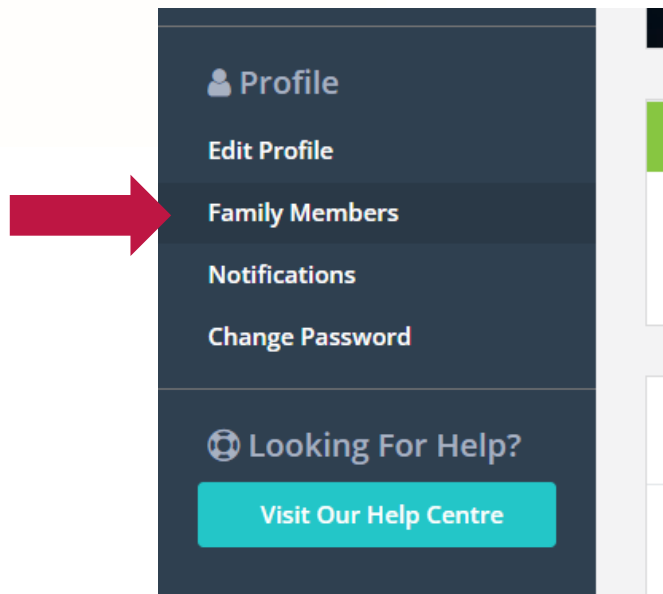 Profile
Edit Profile
Family Members
Notifications
Change Password
Looking For Help?
Visit Our Help Centre